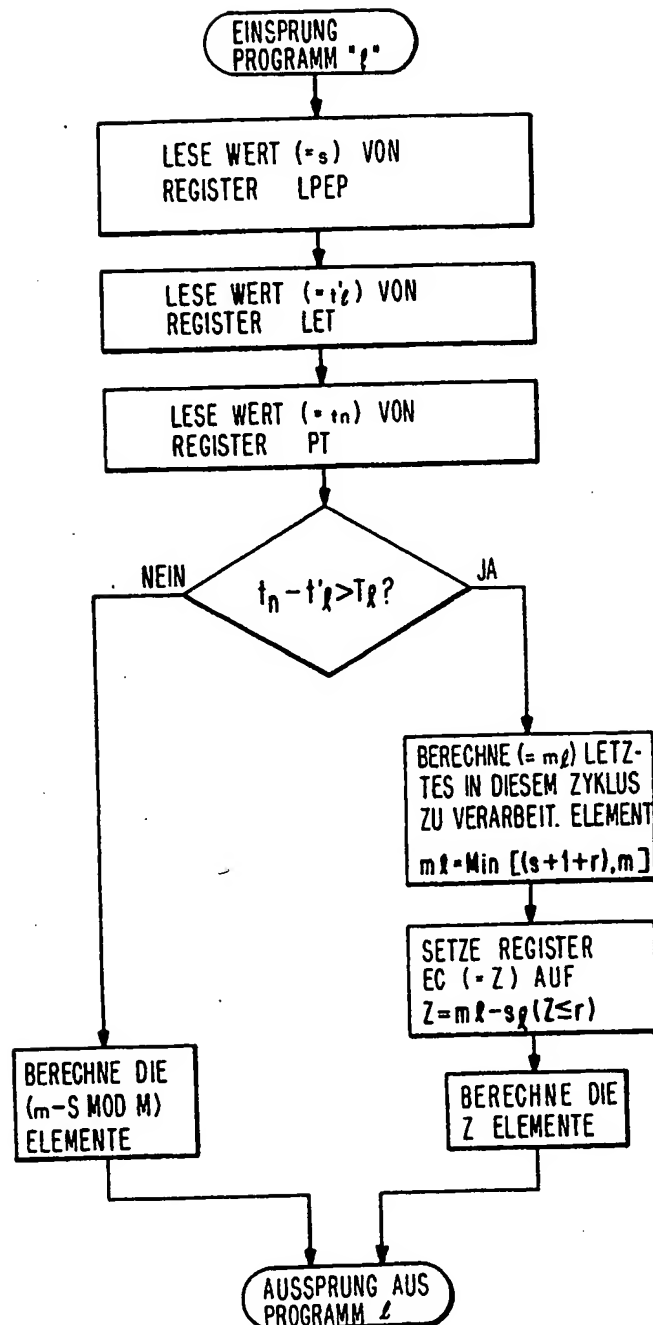 EINSPRUNG
PROGRAMM "ℓ"
LESE WERT (=s) VON
REGISTER LPEP
LESE WERT (=t'ℓ) VON
REGISTER LET
LESE WERT (=tn) VON
REGISTER PT
NEIN
tn-t'ℓ>Tℓ?
JA
BERECHNE (= mℓ) LETZ-
TES IN DIESEM ZYKLUS
ZU VERARBEIT. ELEMENT
mℓ=Min [(s+1+r),m]
SETZE REGISTER
EC (=Z) AUF
Z=mℓ-sℓ(Z≤r)
BERECHNE DIE
(m-S MOD M)
ELEMENTE
BERECHNE DIE
Z ELEMENTE
AUSSPRUNG AUS
PROGRAMM ℓ